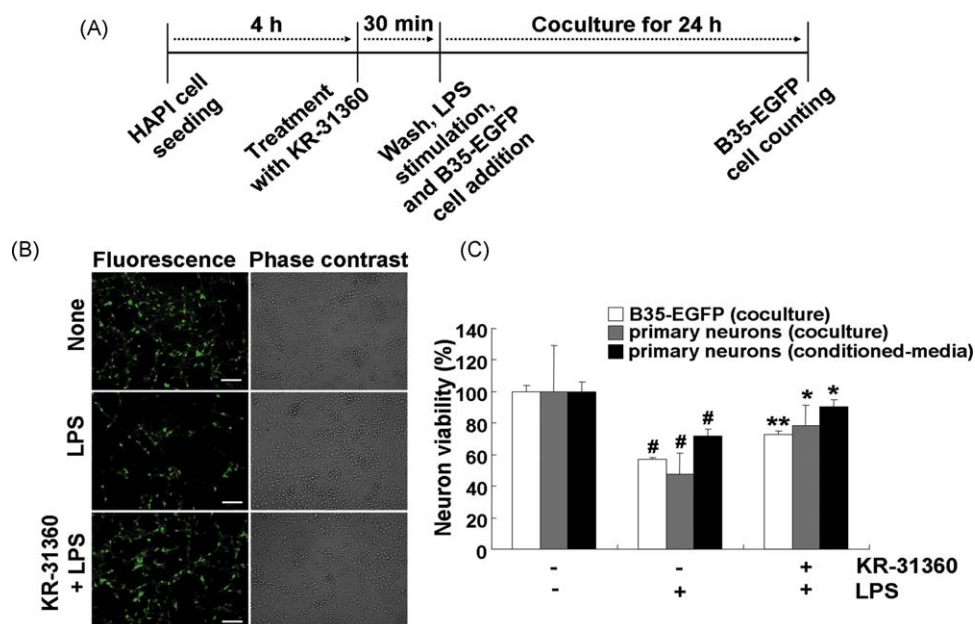 (A)
4 h
30 min
Coculture for 24 h
HAPI cell
seeding
Treatment
with KR-31360
Wash, LPS
stimulation,
and B35-EGFP
cell addition
B35-EGFP
cell counting
(B)
Fluorescence
Phase contrast
None
LPS
KR-31360
+ LPS
(C)
B35-EGFP (coculture)
primary neurons (coculture)
primary neurons (conditioned-media)
Neuron viability (%)
140
120
100
80
60
40
20
0
# # #
** * *
- - + KR-31360
- + + LPS